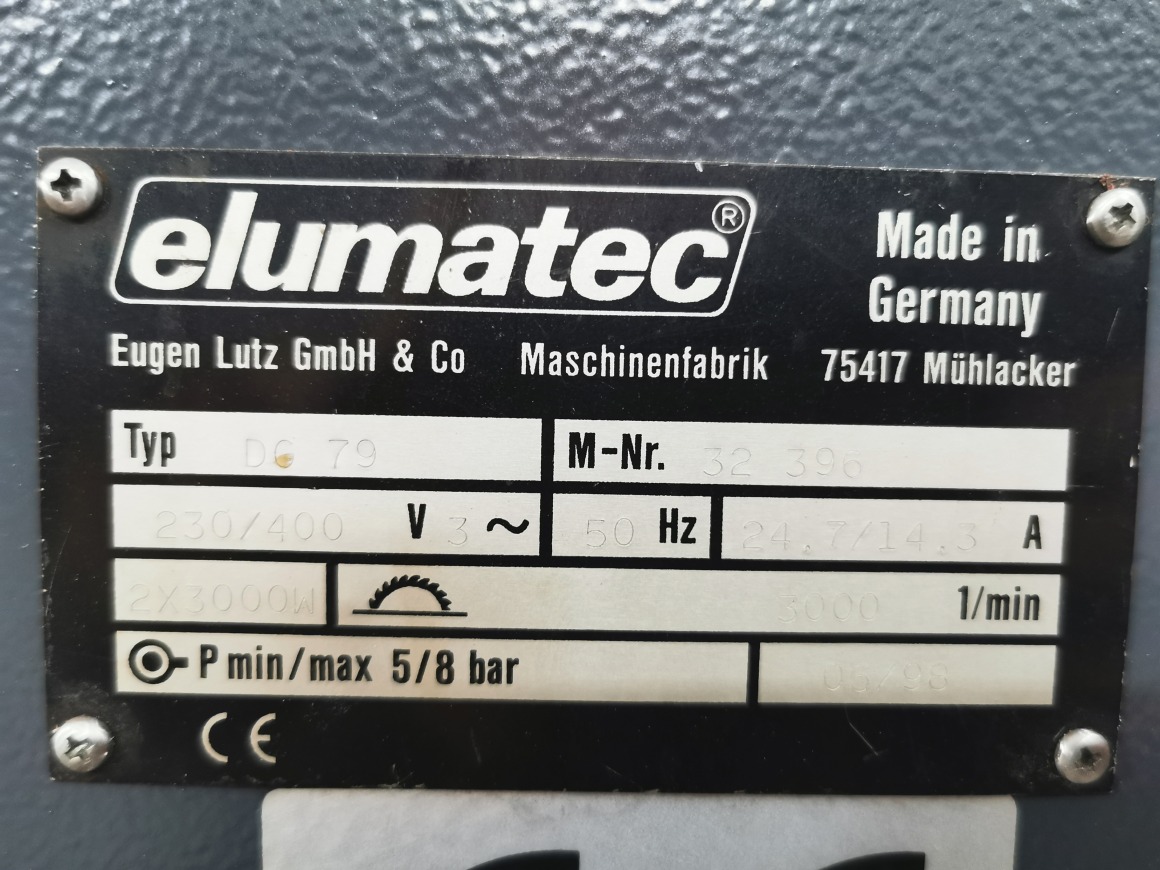 elumatec®
Made in
Germany
Eugen Lutz GmbH & Co Maschinenfabrik 75417 Mühlacker
Typ DG 79 M-Nr. 32 396
230/400 V 3 ~ 50 Hz 24.7/14.3 A
2X3000W 3000 1/min
P min/max 5/8 bar 05/98
CE